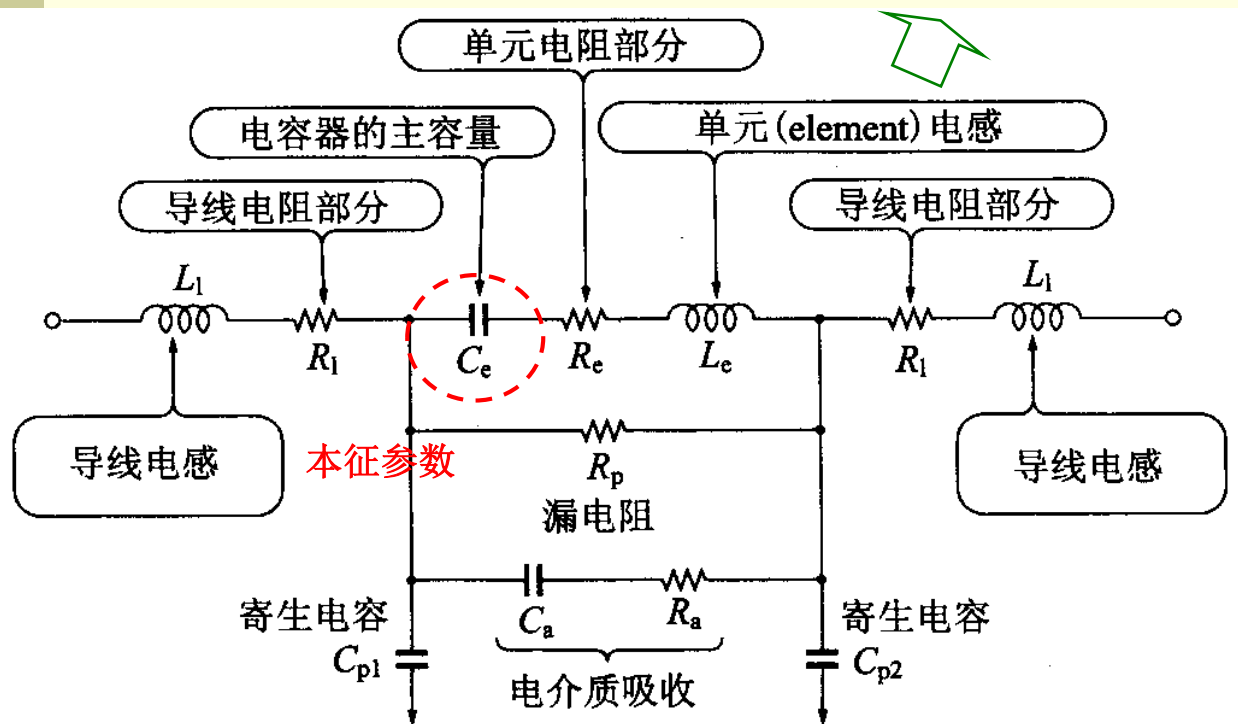 单元电阻部分
电容器的主容量
单元(element)电感
导线电阻部分
导线电阻部分
L₁
R₁
Cₑ
Rₑ
Lₑ
R₁
L₁
导线电感
本征参数
Rₚ
漏电阻
导线电感
寄生电容
Cₚ₁
Cₐ
Rₐ
电介质吸收
寄生电容
Cₚ₂